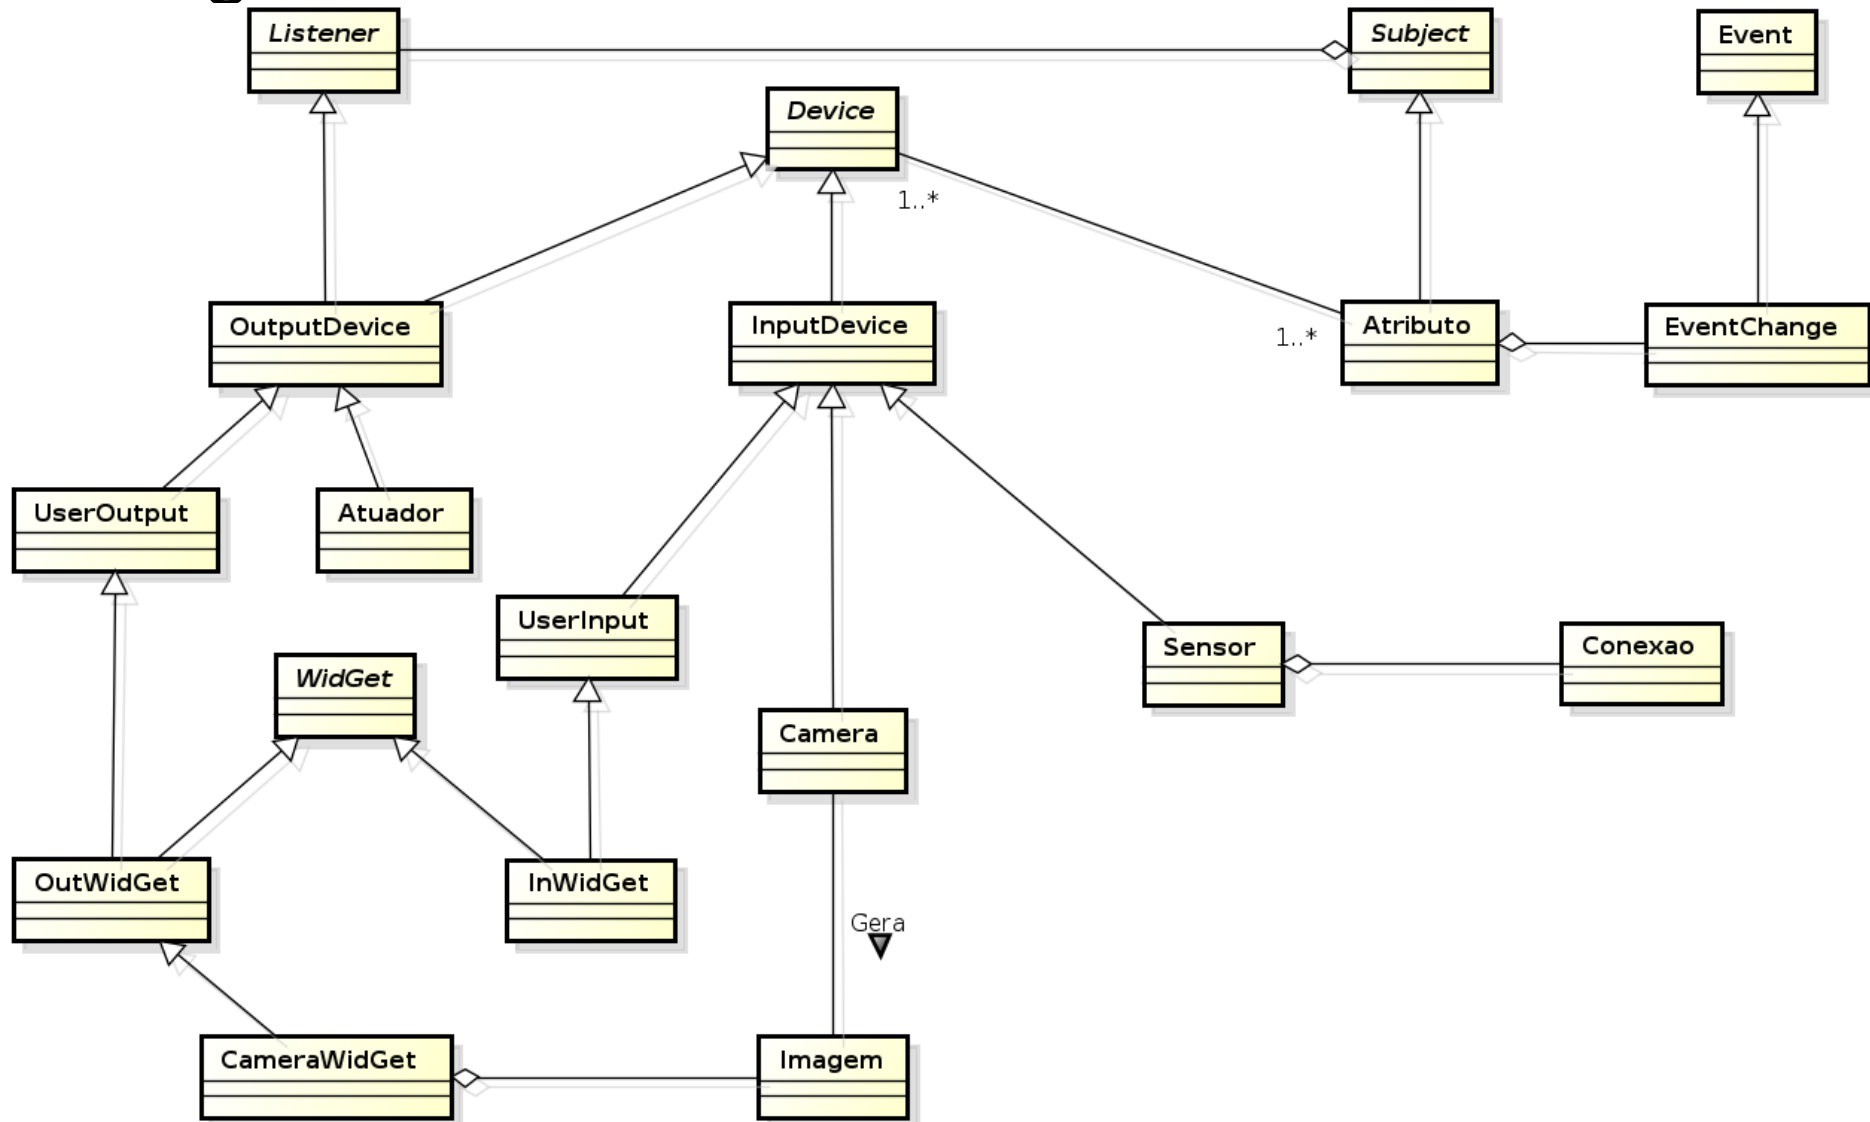 Listener
Subject
Event
Device
1..*
OutputDevice
InputDevice
1..*
Atributo
EventChange
UserOutput
Atuador
UserInput
Sensor
Conexao
WidGet
Camera
OutWidGet
InWidGet
Gera
CameraWidGet
Imagem